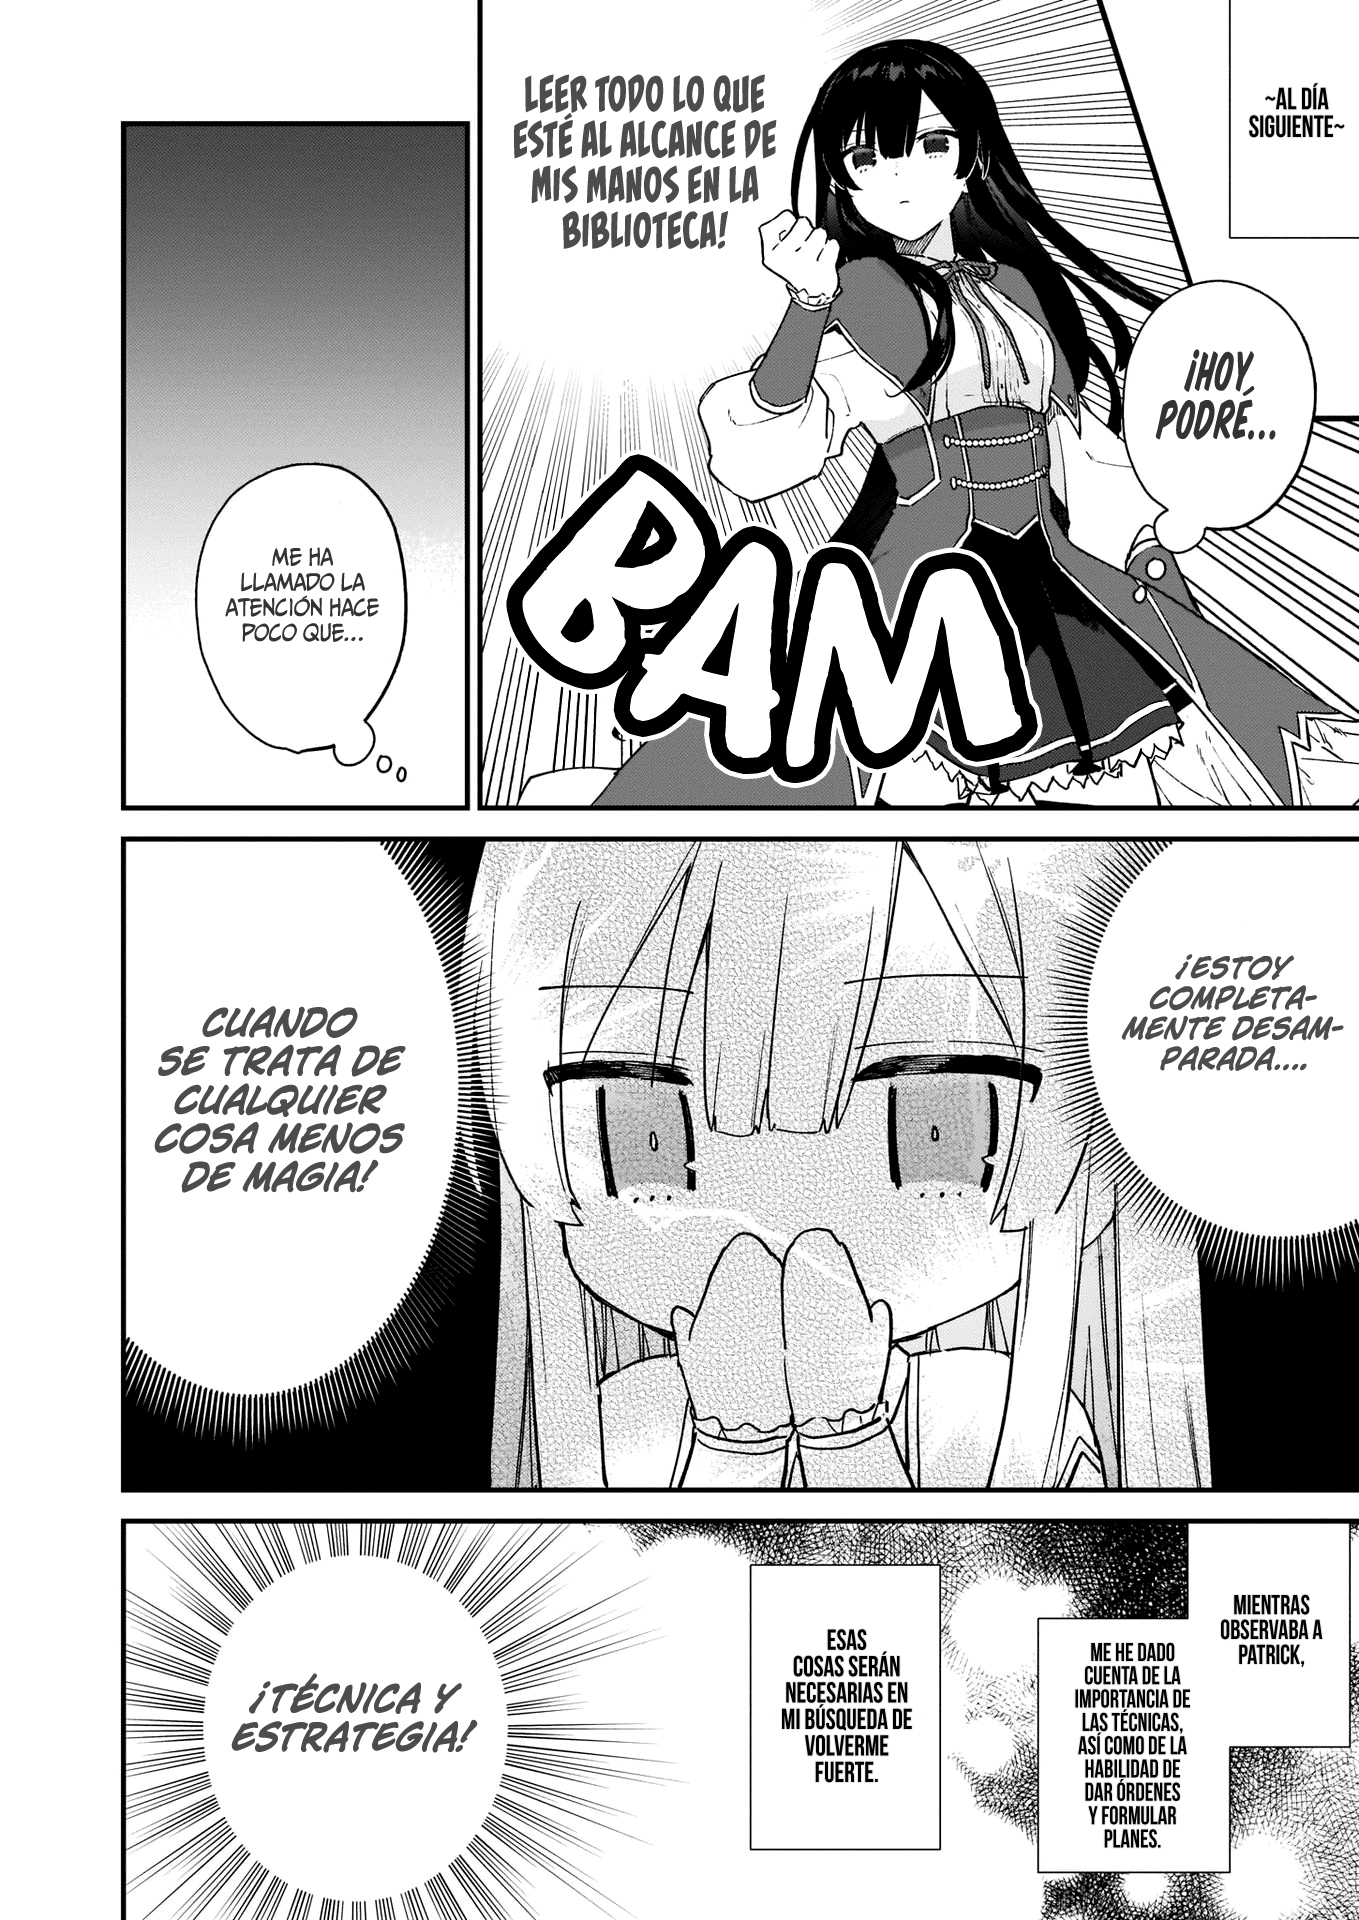 ~AL DÍA
SIGUIENTE~
¡HOY
PODRÉ...
LEER TODO LO QUE
ESTÉ AL ALCANCE DE
MIS MANOS EN LA
BIBLIOTECA!
BAM
ME HA
LLAMADO LA
ATENCIÓN HACE
POCO QUE...
¡ESTOY
COMPLETA-
MENTE DESAM-
PARADA....
CUANDO
SE TRATA DE
CUALQUIER
COSA MENOS
DE MAGIA!
MIENTRAS
OBSERVABA A
PATRICK,
ME HE DADO
CUENTA DE LA
IMPORTANCIA DE
LAS TÉCNICAS,
ASÍ COMO DE LA
HABILIDAD DE
DAR ÓRDENES
Y FORMULAR
PLANES.
ESAS
COSAS SERÁN
NECESARIAS EN
MI BÚSQUEDA DE
VOLVERME
FUERTE.
¡TÉCNICA Y
ESTRATEGIA!